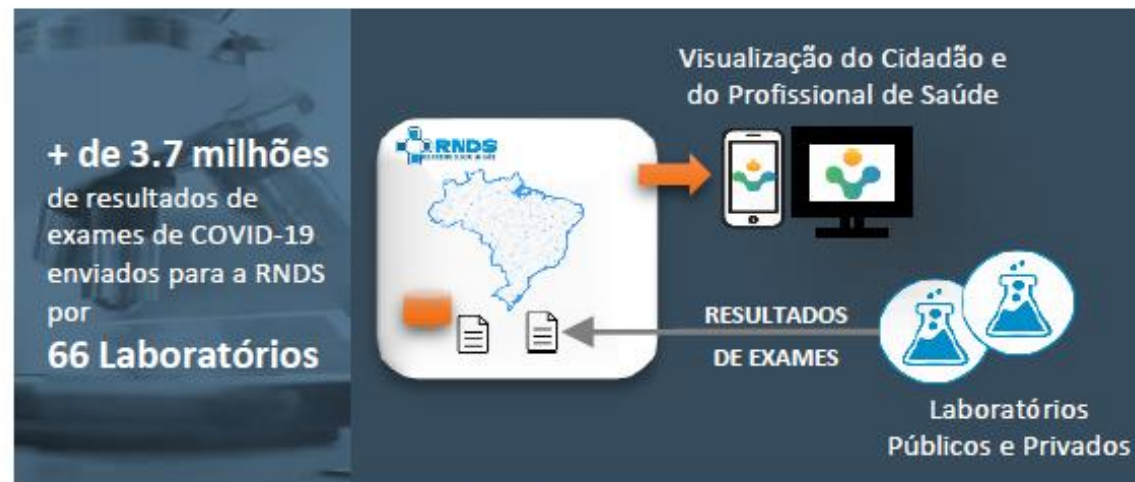 + de 3.7 milhões
de resultados de
exames de COVID-19
enviados para a RNDS
por
66 Laboratórios
Visualização do Cidadão e
do Profissional de Saúde
RNDS
RESULTADOS
DE EXAMES
Laboratórios
Públicos e Privados